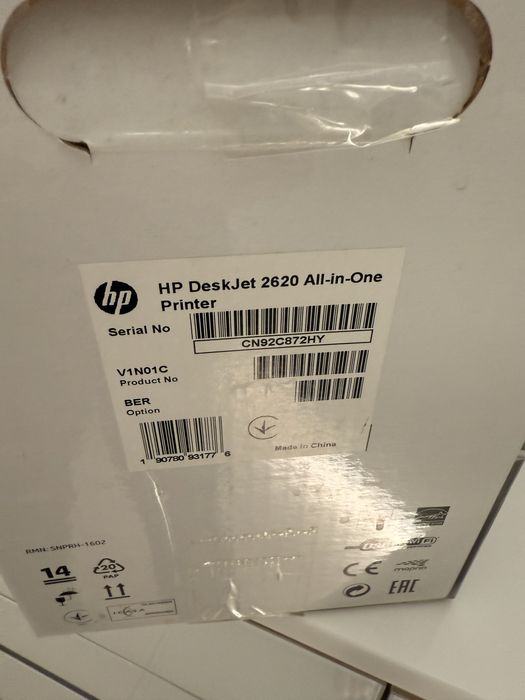 hp
HP DeskJet 2620 All-in-One
Printer
Serial No
CN92C872HY
V1N01C
Product No
BER
Option
1 90780 93177 6
Made in China
RMN: SNPRH-1602
14
20
PAP
CE
mopria
EAC